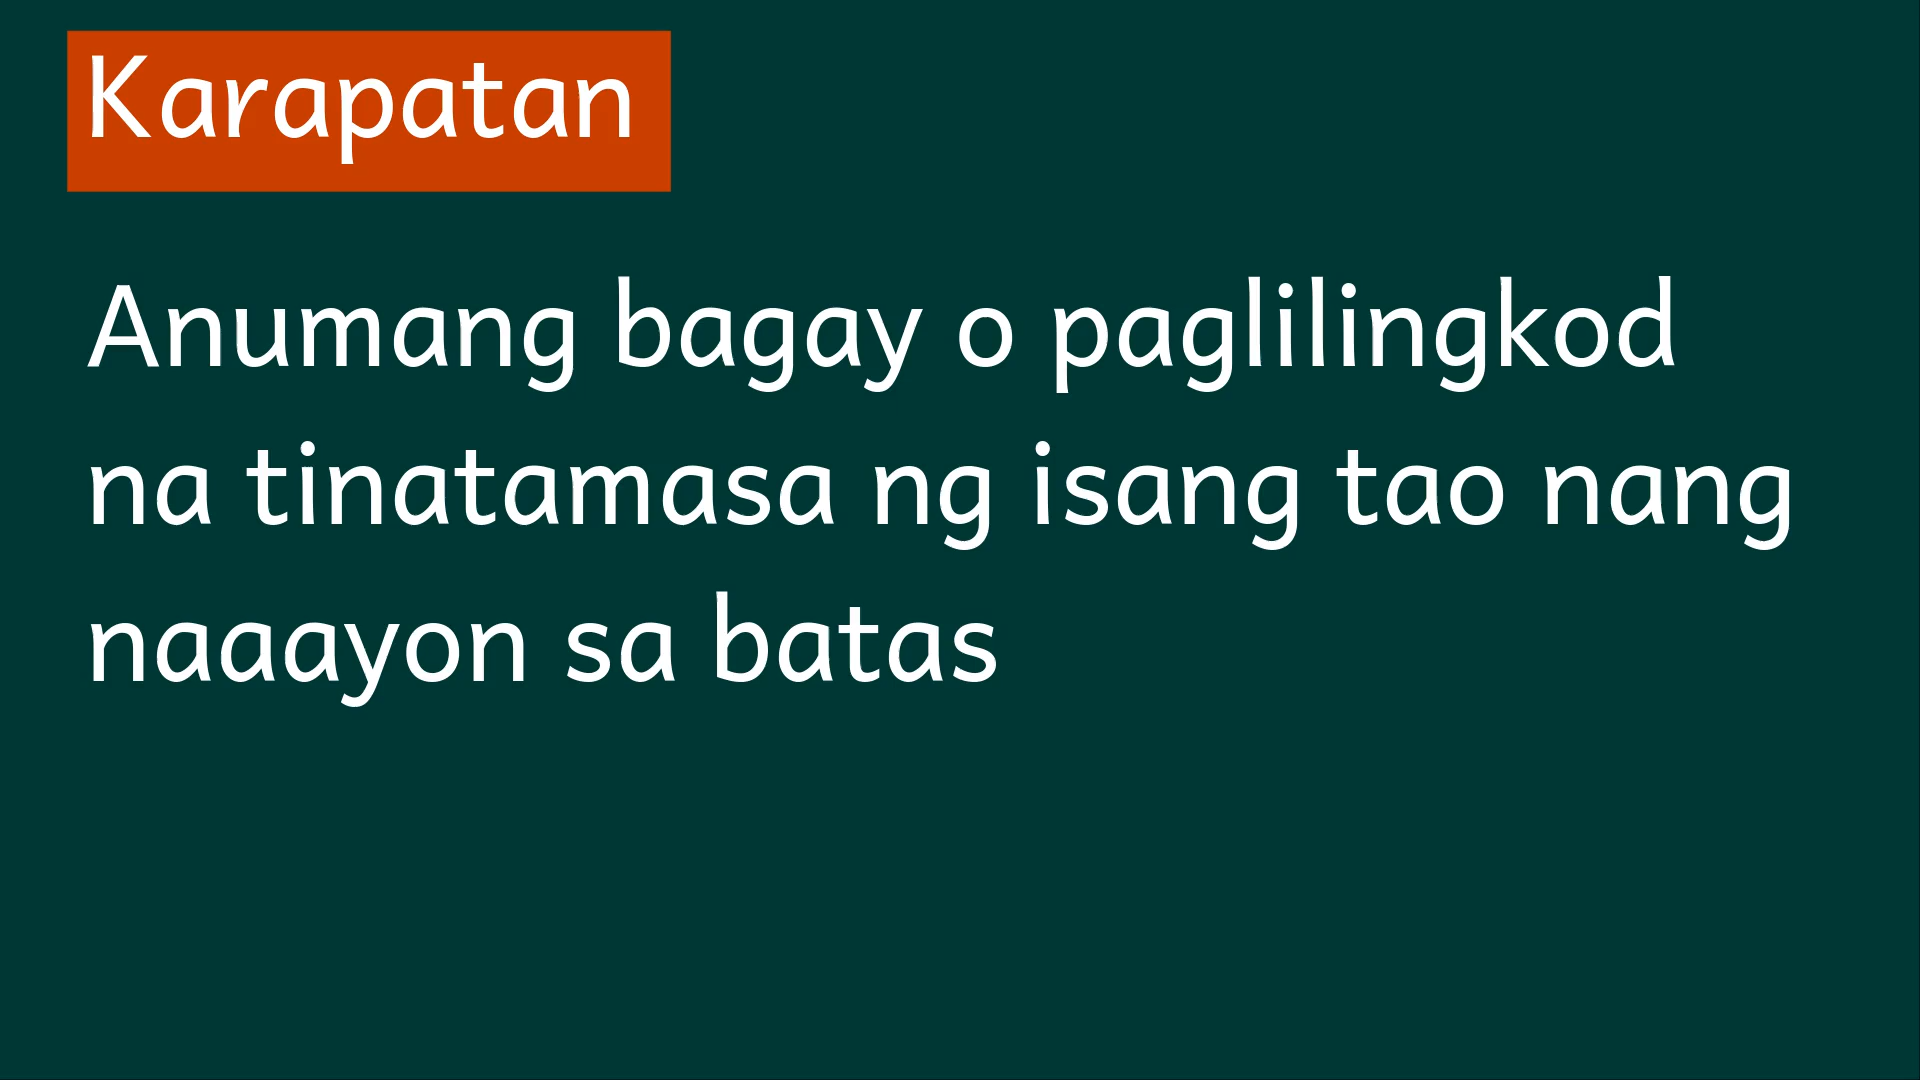 Karapatan
Anumang bagay o paglilingkod
na tinatamasa ng isang tao nang
naaayon sa batas